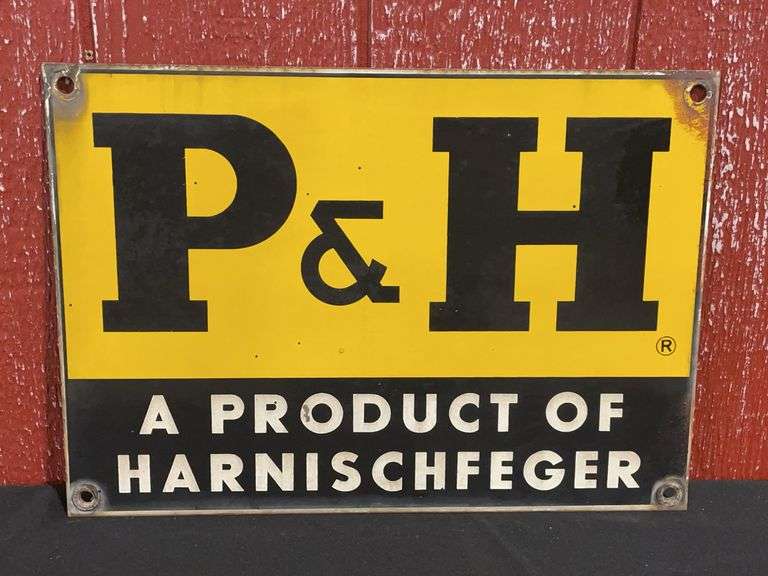 P&H
®
A PRODUCT OF
HARNISCHFEGER